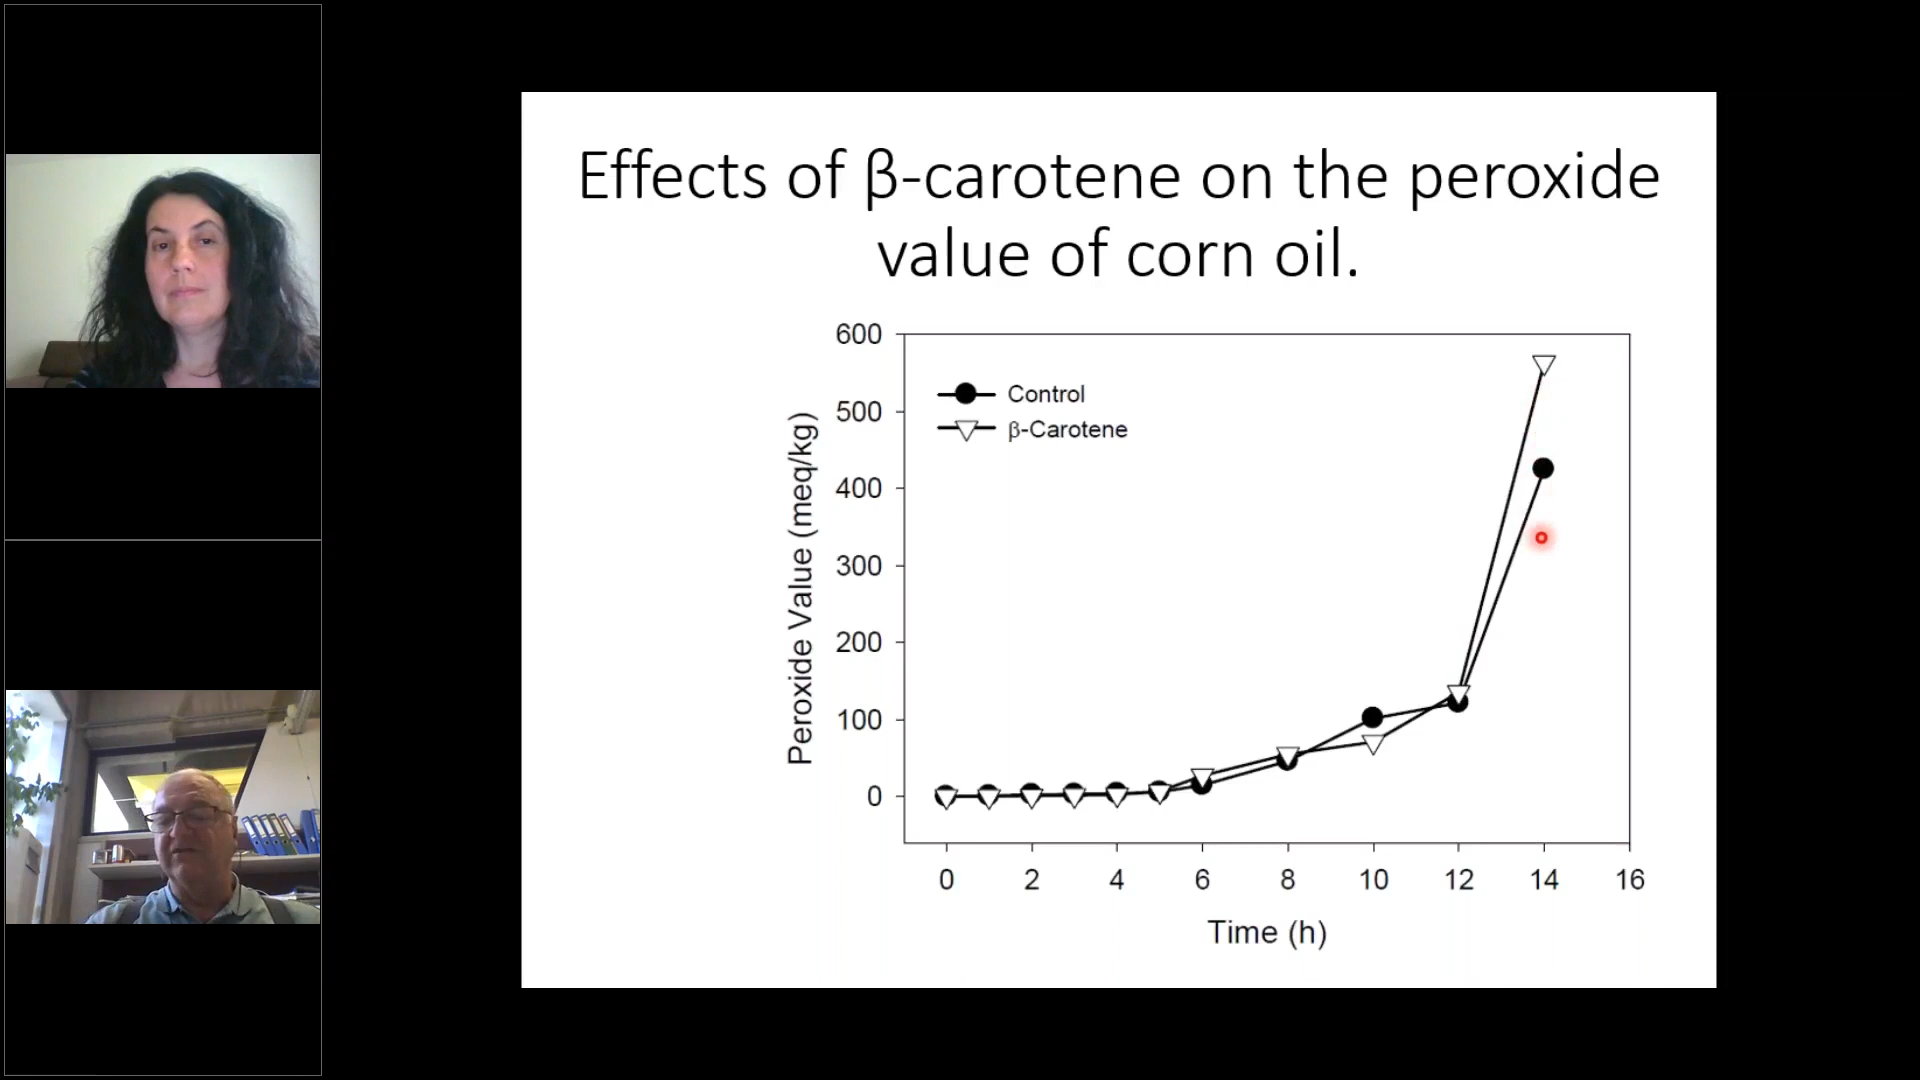 Effects of β-carotene on the peroxide
value of corn oil.
600
500
400
300
200
100
0
Peroxide Value (meq/kg)
Control
β-Carotene
0 2 4 6 8 10 12 14 16
Time (h)